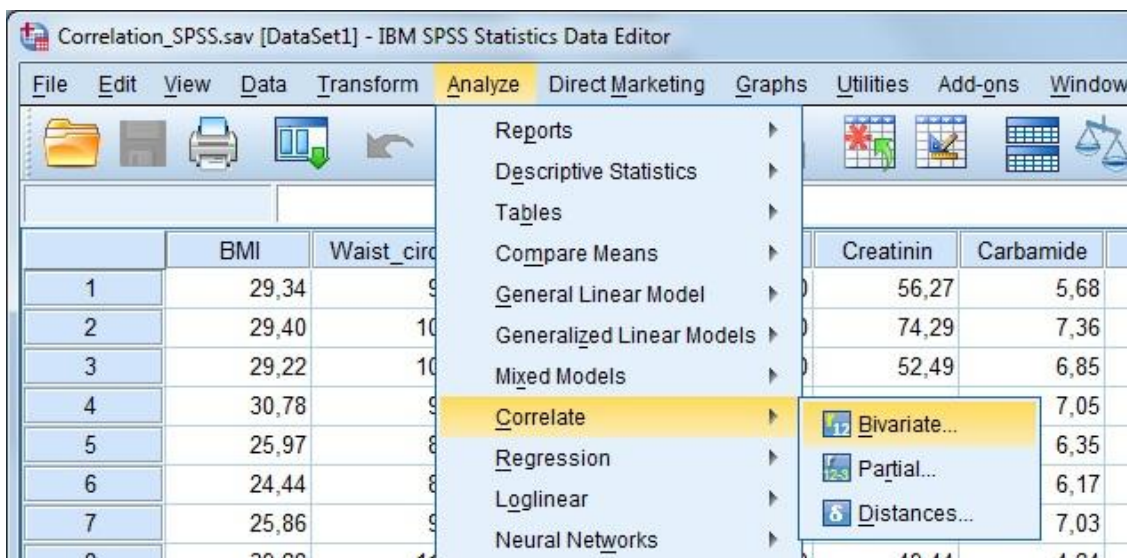 Correlation_SPSS.sav [DataSet1] - IBM SPSS Statistics Data Editor
File Edit View Data Transform Analyze Direct Marketing Graphs Utilities Add-ons Window
Reports
Descriptive Statistics
Tables
Compare Means
General Linear Model
Generalized Linear Models
Mixed Models
Correlate
Regression
Loglinear
Neural Networks
Bivariate...
Partial...
Distances...
BMI Waist_circ Creatinin Carbamide
1 29,34 56,27 5,68
2 29,40 74,29 7,36
3 29,22 52,49 6,85
4 30,78 7,05
5 25,97 6,35
6 24,44 6,17
7 25,86 7,03